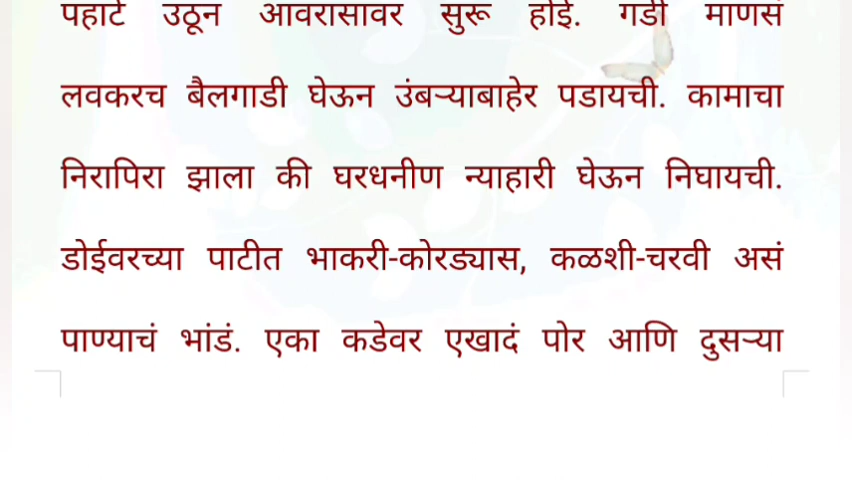 पहाटे उठून आवरासावर सुरू होई. गडी माणसं
लवकरच बैलगाडी घेऊन उंबऱ्याबाहेर पडायची. कामाचा
निरापिरा झाला की घरधनीण न्याहारी घेऊन निघायची.
डोईवरच्या पाटीत भाकरी-कोरड्यास, कळशी-चरवी असं
पाण्याचं भांडं. एका कडेवर एखादं पोर आणि दुसऱ्या